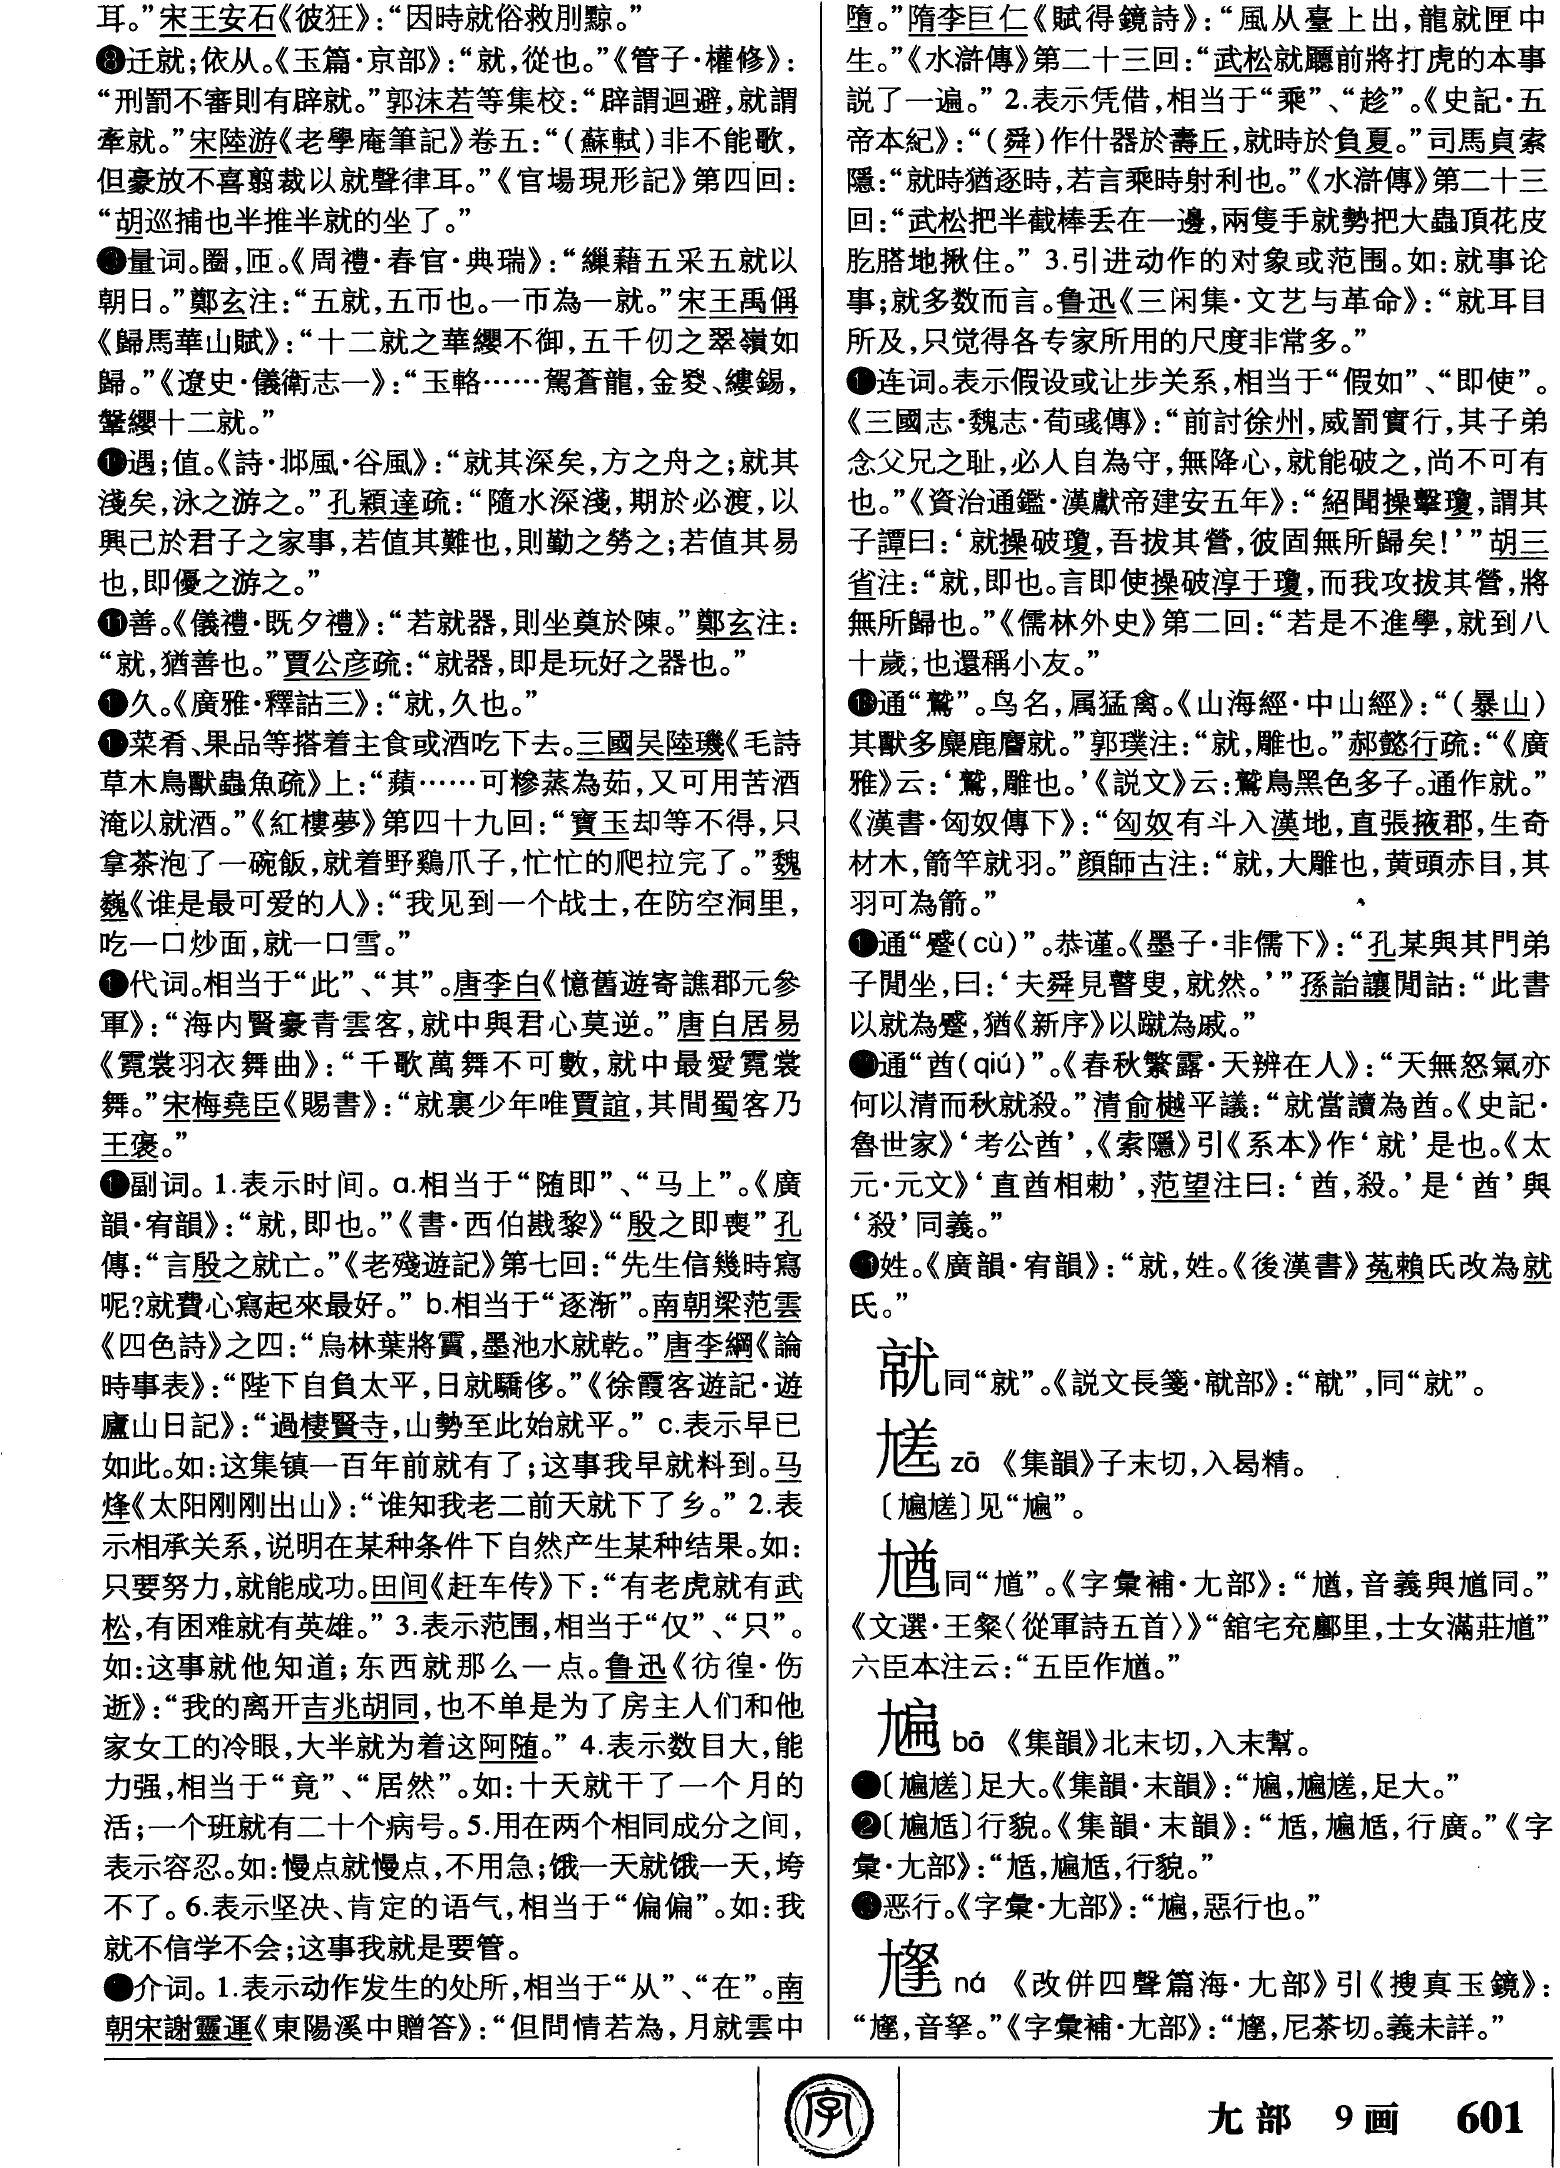 耳。”宋王安石《彼狂》：“因時就俗救刖黥。”
❽迁就；依从。《玉篇·京部》：“就，從也。”《管子·權修》：
“刑罰不審則有辟就。”郭沫若等集校：“辟謂迴避，就謂
牽就。”宋陸游《老學庵筆記》卷五：“（蘇軾）非不能歌，
但豪放不喜翦裁以就聲律耳。”《官場現形記》第四回：
“胡巡捕也半推半就的坐了。”
❾量词。圈，匝。《周禮·春官·典瑞》：“繅藉五采五就以
朝日。”鄭玄注：“五就，五帀也。一帀為一就。”宋王禹偁
《歸馬華山賦》：“十二就之華纓不御，五千仞之翠嶺如
歸。”《遼史·儀衛志一》：“玉輅……駕蒼龍，金𡕰、鏤錫，
鞶纓十二就。”
❿遇；值。《詩·邶風·谷風》：“就其深矣，方之舟之；就其
淺矣，泳之游之。”孔穎達疏：“隨水深淺，期於必渡，以
興己於君子之家事，若值其難也，則勤之勞之；若值其易
也，即優之游之。”
⓫善。《儀禮·既夕禮》：“若就器，則坐奠於陳。”鄭玄注：
“就，猶善也。”賈公彦疏：“就器，即是玩好之器也。”
⓬久。《廣雅·釋詁三》：“就，久也。”
⓭菜肴、果品等搭着主食或酒吃下去。三國吴陸璣《毛詩
草木鳥獸蟲魚疏》上：“蘋……可糝蒸為茹，又可用苦酒
淹以就酒。”《紅樓夢》第四十九回：“寶玉却等不得，只
拿茶泡了一碗飯，就着野鷄爪子，忙忙的爬拉完了。”魏
巍《谁是最可爱的人》：“我见到一个战士，在防空洞里，
吃一口炒面，就一口雪。”
⓮代词。相当于“此”、“其”。唐李白《憶舊遊寄譙郡元參
軍》：“海内賢豪青雲客，就中與君心莫逆。”唐白居易
《霓裳羽衣舞曲》：“千歌萬舞不可數，就中最愛霓裳
舞。”宋梅堯臣《賜書》：“就裏少年唯賈誼，其間蜀客乃
王褒。”
⓯副词。1.表示时间。a.相当于“随即”、“马上”。《廣
韻·宥韻》：“就，即也。”《書·西伯戡黎》“殷之即喪”孔
傳：“言殷之就亡。”《老殘遊記》第七回：“先生信幾時寫
呢？就費心寫起來最好。” b.相当于“逐渐”。南朝梁范雲
《四色詩》之四：“烏林葉將霣，墨池水就乾。”唐李綱《論
時事表》：“陛下自負太平，日就驕侈。”《徐霞客遊記·遊
廬山日記》：“過棲賢寺，山勢至此始就平。” c.表示早已
如此。如：这集镇一百年前就有了；这事我早就料到。马
烽《太阳刚刚出山》：“谁知我老二前天就下了乡。” 2.表
示相承关系，说明在某种条件下自然产生某种结果。如：
只要努力，就能成功。田间《赶车传》下：“有老虎就有武
松，有困难就有英雄。” 3.表示范围，相当于“仅”、“只”。
如：这事就他知道；东西就那么一点。鲁迅《彷徨·伤
逝》：“我的离开吉兆胡同，也不单是为了房主人们和他
家女工的冷眼，大半就为着这阿随。” 4.表示数目大，能
力强，相当于“竟”、“居然”。如：十天就干了一个月的
活；一个班就有二十个病号。5.用在两个相同成分之间，
表示容忍。如：慢点就慢点，不用急；饿一天就饿一天，垮
不了。6.表示坚决、肯定的语气，相当于“偏偏”。如：我
就不信学不会；这事我就是要管。
●介词。1.表示动作发生的处所，相当于“从”、“在”。南
朝宋謝靈運《東陽溪中贈答》：“但問情若為，月就雲中
墮。”隋李巨仁《賦得鏡詩》：“風从臺上出，龍就匣中
生。”《水滸傳》第二十三回：“武松就廳前將打虎的本事
説了一遍。” 2.表示凭借，相当于“乘”、“趁”。《史記·五
帝本紀》：“（舜）作什器於壽丘，就時於負夏。”司馬貞索
隱：“就時猶逐時，若言乘時射利也。”《水滸傳》第二十三
回：“武松把半截棒丢在一邊，兩隻手就勢把大蟲頂花皮
肐𦞂地揪住。” 3.引进动作的对象或范围。如：就事论
事；就多数而言。鲁迅《三闲集·文艺与革命》：“就耳目
所及，只觉得各专家所用的尺度非常多。”
⓱连词。表示假设或让步关系，相当于“假如”、“即使”。
《三國志·魏志·荀彧傳》：“前討徐州，威罰實行，其子弟
念父兄之耻，必人自為守，無降心，就能破之，尚不可有
也。”《資治通鑑·漢獻帝建安五年》：“紹聞操擊瓊，謂其
子譚曰：‘就操破瓊，吾拔其營，彼固無所歸矣！’”胡三
省注：“就，即也。言即使操破淳于瓊，而我攻拔其營，將
無所歸也。”《儒林外史》第二回：“若是不進學，就到八
十歲，也還稱小友。”
⓲通“鷲”。鸟名，属猛禽。《山海經·中山經》：“（暴山）
其獸多麋鹿麐就。”郭璞注：“就，雕也。”郝懿行疏：“《廣
雅》云：‘鷲，雕也。’《説文》云：鷲鳥黑色多子。通作就。”
《漢書·匈奴傳下》：“匈奴有斗入漢地，直張掖郡，生奇
材木，箭竿就羽。”顔師古注：“就，大雕也，黄頭赤目，其
羽可為箭。”
⓳通“蹙(cù)”。恭谨。《墨子·非儒下》：“孔某與其門弟
子閒坐，曰：‘夫舜見瞽叟，就然。’”孫詒讓閒詁：“此書
以就為蹙，猶《新序》以蹴為戚。”
⓴通“酋(qiú)”。《春秋繁露·天辨在人》：“天無怒氣亦
何以清而秋就殺。”清俞樾平議：“就當讀為酋。《史記·
魯世家》‘考公酋’，《索隱》引《系本》作‘就’是也。《太
元·元文》‘直酋相勅’，范望注曰：‘酋，殺。’是‘酋’與
‘殺’同義。”
㉑姓。《廣韻·宥韻》：“就，姓。《後漢書》菟賴氏改為就
氏。”
同“就”。《説文長箋·㡭部》：同“就”。
zā 《集韻》子末切，入曷精。
见
同“馗”。《字彙補·尢部》：音義與馗同。”
《文選·王粲〈從軍詩五首〉》“舘宅充鄽里，士女滿莊馗”
六臣本注云：“五臣作
bā 《集韻》北末切，入末幫。
足大。《集韻·末韻》：足大。”
行貌。《集韻·末韻》：行廣。”《字
彙·尢部》：行貌。”
❸恶行。《字彙·尢部》：惡行也。”
ná 《改併四聲篇海·尢部》引《搜真玉鏡》：
音拏。”《字彙補·尢部》：尼茶切。義未詳。”
字
尢部 9画 601